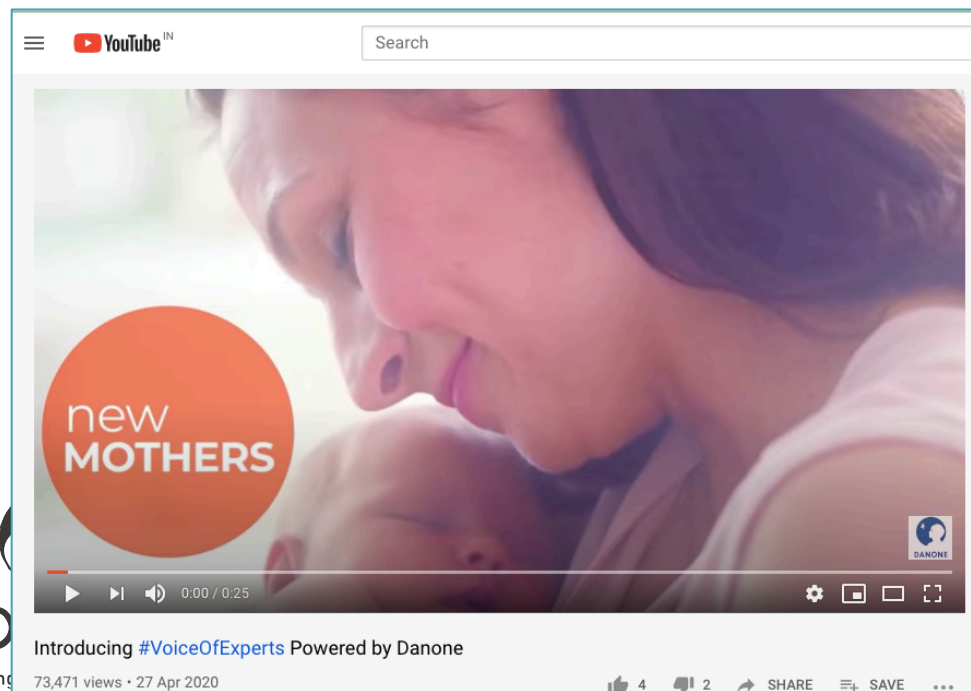 YouTube IN
Search
new
MOTHERS
DANONE
0:00 / 0:25
Introducing #VoiceOfExperts Powered by Danone
73,471 views • 27 Apr 2020
4
2
SHARE
SAVE